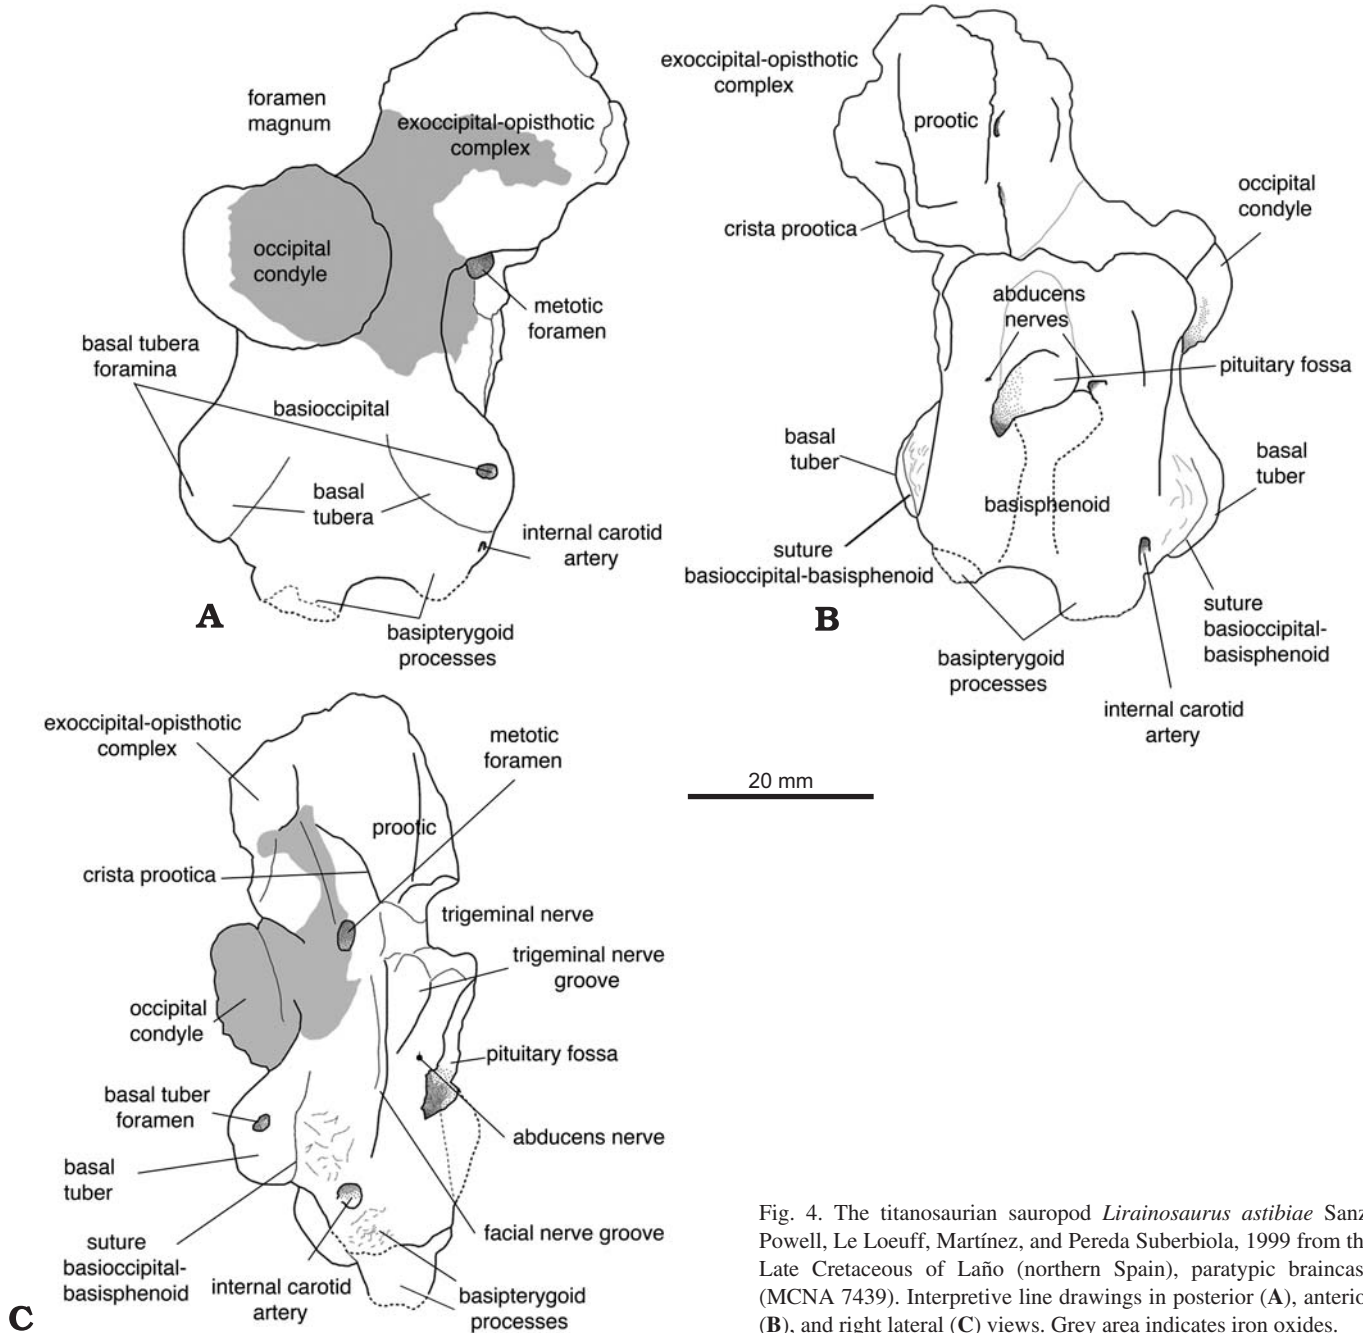 foramen
magnum
exoccipital-opisthotic
complex
occipital
condyle
metotic
foramen
basal tubera
foramina
basioccipital
basal
tubera
internal carotid
artery
basipterygoid
processes
A
exoccipital-opisthotic
complex
prootic
occipital
condyle
crista prootica
abducens
nerves
pituitary fossa
basal
tuber
basal
tuber
basisphenoid
suture
basioccipital-basisphenoid
suture
basioccipital-
basisphenoid
basipterygoid
processes
internal carotid
artery
B
20 mm
exoccipital-opisthotic
complex
metotic
foramen
prootic
crista prootica
trigeminal nerve
trigeminal nerve
groove
occipital
condyle
pituitary fossa
basal tuber
foramen
abducens nerve
basal
tuber
facial nerve groove
suture
basioccipital-
basisphenoid
internal carotid
artery
basipterygoid
processes
C
Fig. 4. The titanosaurian sauropod Lirainosaurus astibiae Sanz
Powell, Le Loeuff, Martínez, and Pereda Suberbiola, 1999 from th
Late Cretaceous of Laño (northern Spain), paratypic braincas
(MCNA 7439). Interpretive line drawings in posterior (A), anterio
(B), and right lateral (C) views. Grey area indicates iron oxides.